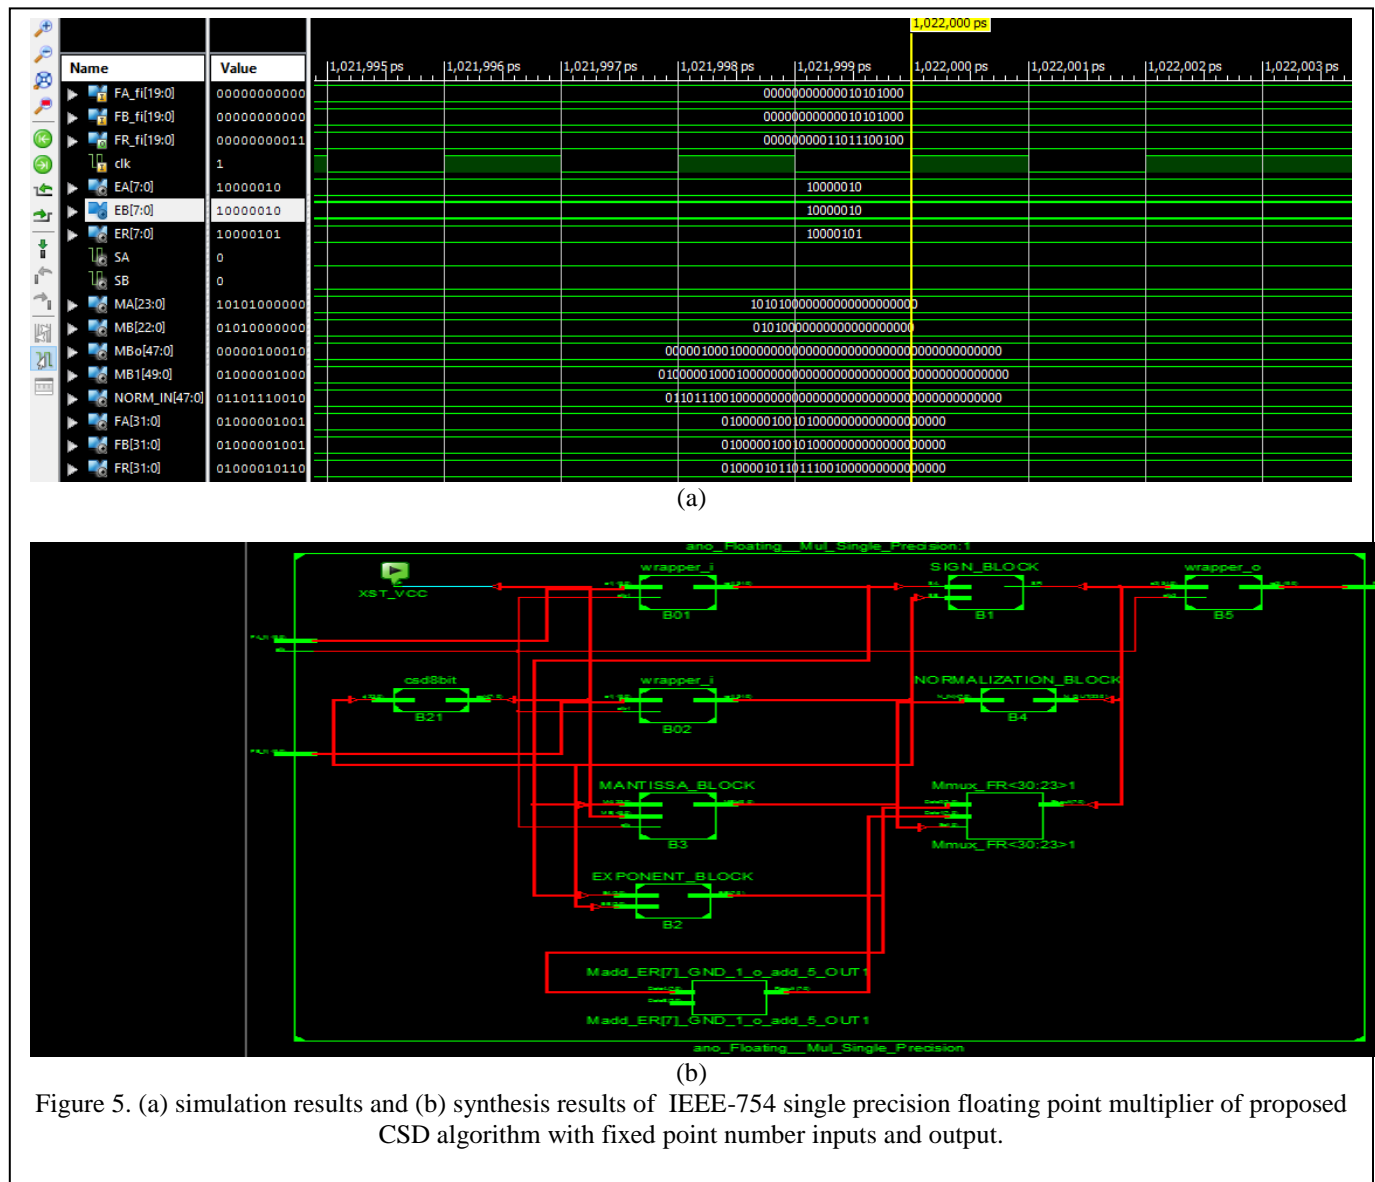 1,022,000 ps
Name Value 1,021,995 ps 1,021,996 ps 1,021,997 ps 1,021,998 ps 1,021,999 ps 1,022,000 ps 1,022,001 ps 1,022,002 ps 1,022,003 ps
FA_fi[19:0] 00000000000 00000000000010101000
FB_fi[19:0] 00000000000 00000000000010101000
FR_fi[19:0] 00000000011 00000000011011100100
clk 1
EA[7:0] 10000010 10000010
EB[7:0] 10000010 10000010
ER[7:0] 10000101 10000101
SA 0
SB 0
MA[23:0] 10101000000 101010000000000000000000
MB[22:0] 01010000000 01010000000000000000000
MBo[47:0] 00000100010 000001000100000000000000000000000000000000000000
MB1[49:0] 01000001000 01000001000100000000000000000000000000000000000000
NORM_IN[47:0] 01101110010 011011100100000000000000000000000000000000000000
FA[31:0] 01000001001 01000001001010000000000000000000
FB[31:0] 01000001001 01000001001010000000000000000000
FR[31:0] 01000010110 01000010110111001000000000000000
(a)
ano_Floating__Mul_Single_Precision:1
wrapper_i SIGN_BLOCK wrapper_o
XST_VCC
B01 B1 B5
csd8bit wrapper_i NORMALIZATION_BLOCK
B21 B02 B4
MANTISSA_BLOCK Mmux_FR<30:23>1
B3 Mmux_FR<30:23>1
EXPONENT_BLOCK
B2
Madd_ER[7]_GND_1_o_add_5_OUT1
Madd_ER[7]_GND_1_o_add_5_OUT1
ano_Floating__Mul_Single_Precision
(b)
Figure 5. (a) simulation results and (b) synthesis results of IEEE-754 single precision floating point multiplier of proposed
CSD algorithm with fixed point number inputs and output.